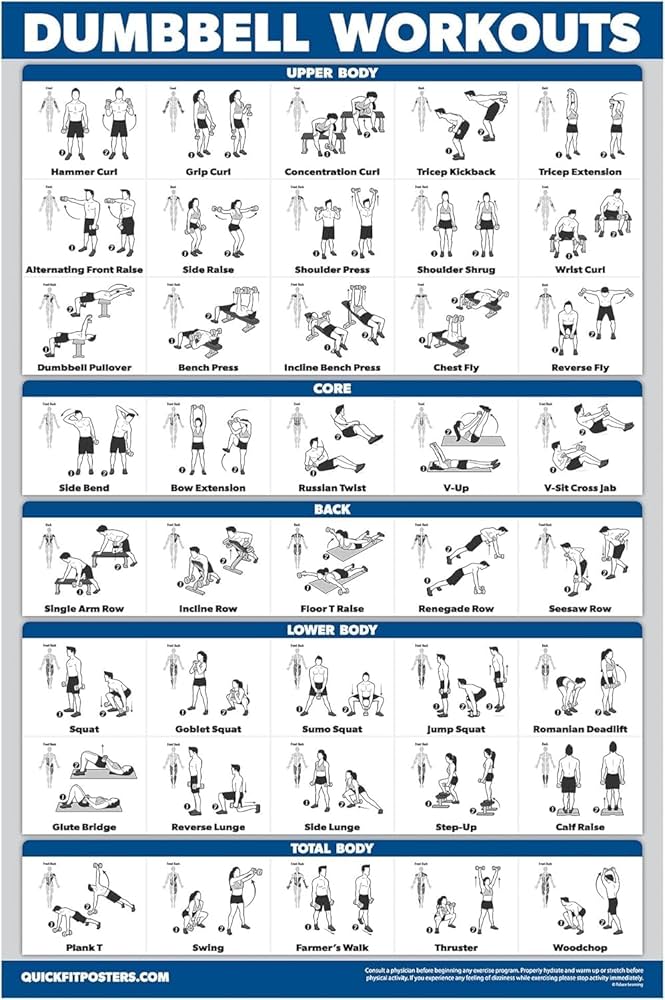 DUMBBELL WORKOUTS
UPPER BODY
Hammer Curl
Grip Curl
Concentration Curl
Tricep Kickback
Tricep Extension
Alternating Front Raise
Side Raise
Shoulder Press
Shoulder Shrug
Wrist Curl
Dumbbell Pullover
Bench Press
Incline Bench Press
Chest Fly
Reverse Fly
CORE
Side Bend
Bow Extension
Russian Twist
V-Up
V-Sit Cross Jab
BACK
Single Arm Row
Incline Row
Floor T Raise
Renegade Row
Seesaw Row
LOWER BODY
Squat
Goblet Squat
Sumo Squat
Jump Squat
Romanian Deadlift
Glute Bridge
Reverse Lunge
Side Lunge
Step-Up
Calf Raise
TOTAL BODY
Plank T
Swing
Farmer's Walk
Thruster
Woodchop
QUICKFITPOSTERS.COM
Consult a physician before beginning any exercise program. Properly hydrate and warm up or stretch before
physical activity. If you experience any feeling of dizziness while exercising please stop activity immediately.
© Palace Learning